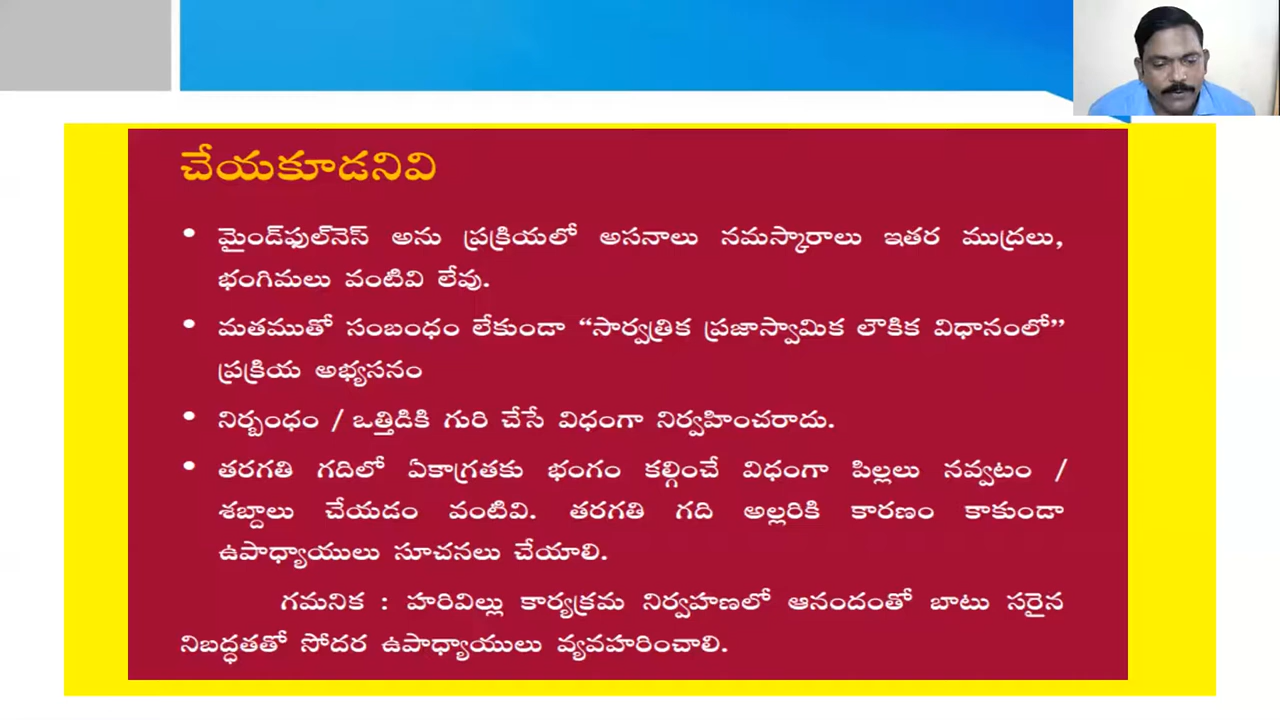 చేయకూడనివి
• మైండ్‌ఫుల్‌నెస్ అను ప్రక్రియలో అసనాలు నమస్కారాలు ఇతర ముద్రలు,
భంగిమలు వంటివి లేవు.
• మతముతో సంబంధం లేకుండా “సార్వత్రిక ప్రజాస్వామిక లౌకిక విధానంలో”
ప్రక్రియ అభ్యసనం
• నిర్బంధం / ఒత్తిడికి గురి చేసే విధంగా నిర్వహించరాదు.
• తరగతి గదిలో ఏకాగ్రతకు భంగం కల్గించే విధంగా పిల్లలు నవ్వటం /
శబ్దాలు చేయడం వంటివి. తరగతి గది అల్లరికి కారణం కాకుండా
ఉపాధ్యాయులు సూచనలు చేయాలి.
గమనిక : హరివిల్లు కార్యక్రమ నిర్వహణలో ఆనందంతో బాటు సరైన
నిబద్ధతతో సోదర ఉపాధ్యాయులు వ్యవహరించాలి.